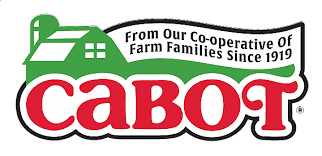 From Our Co-operative Of
Farm Families Since 1919
CABOT
®